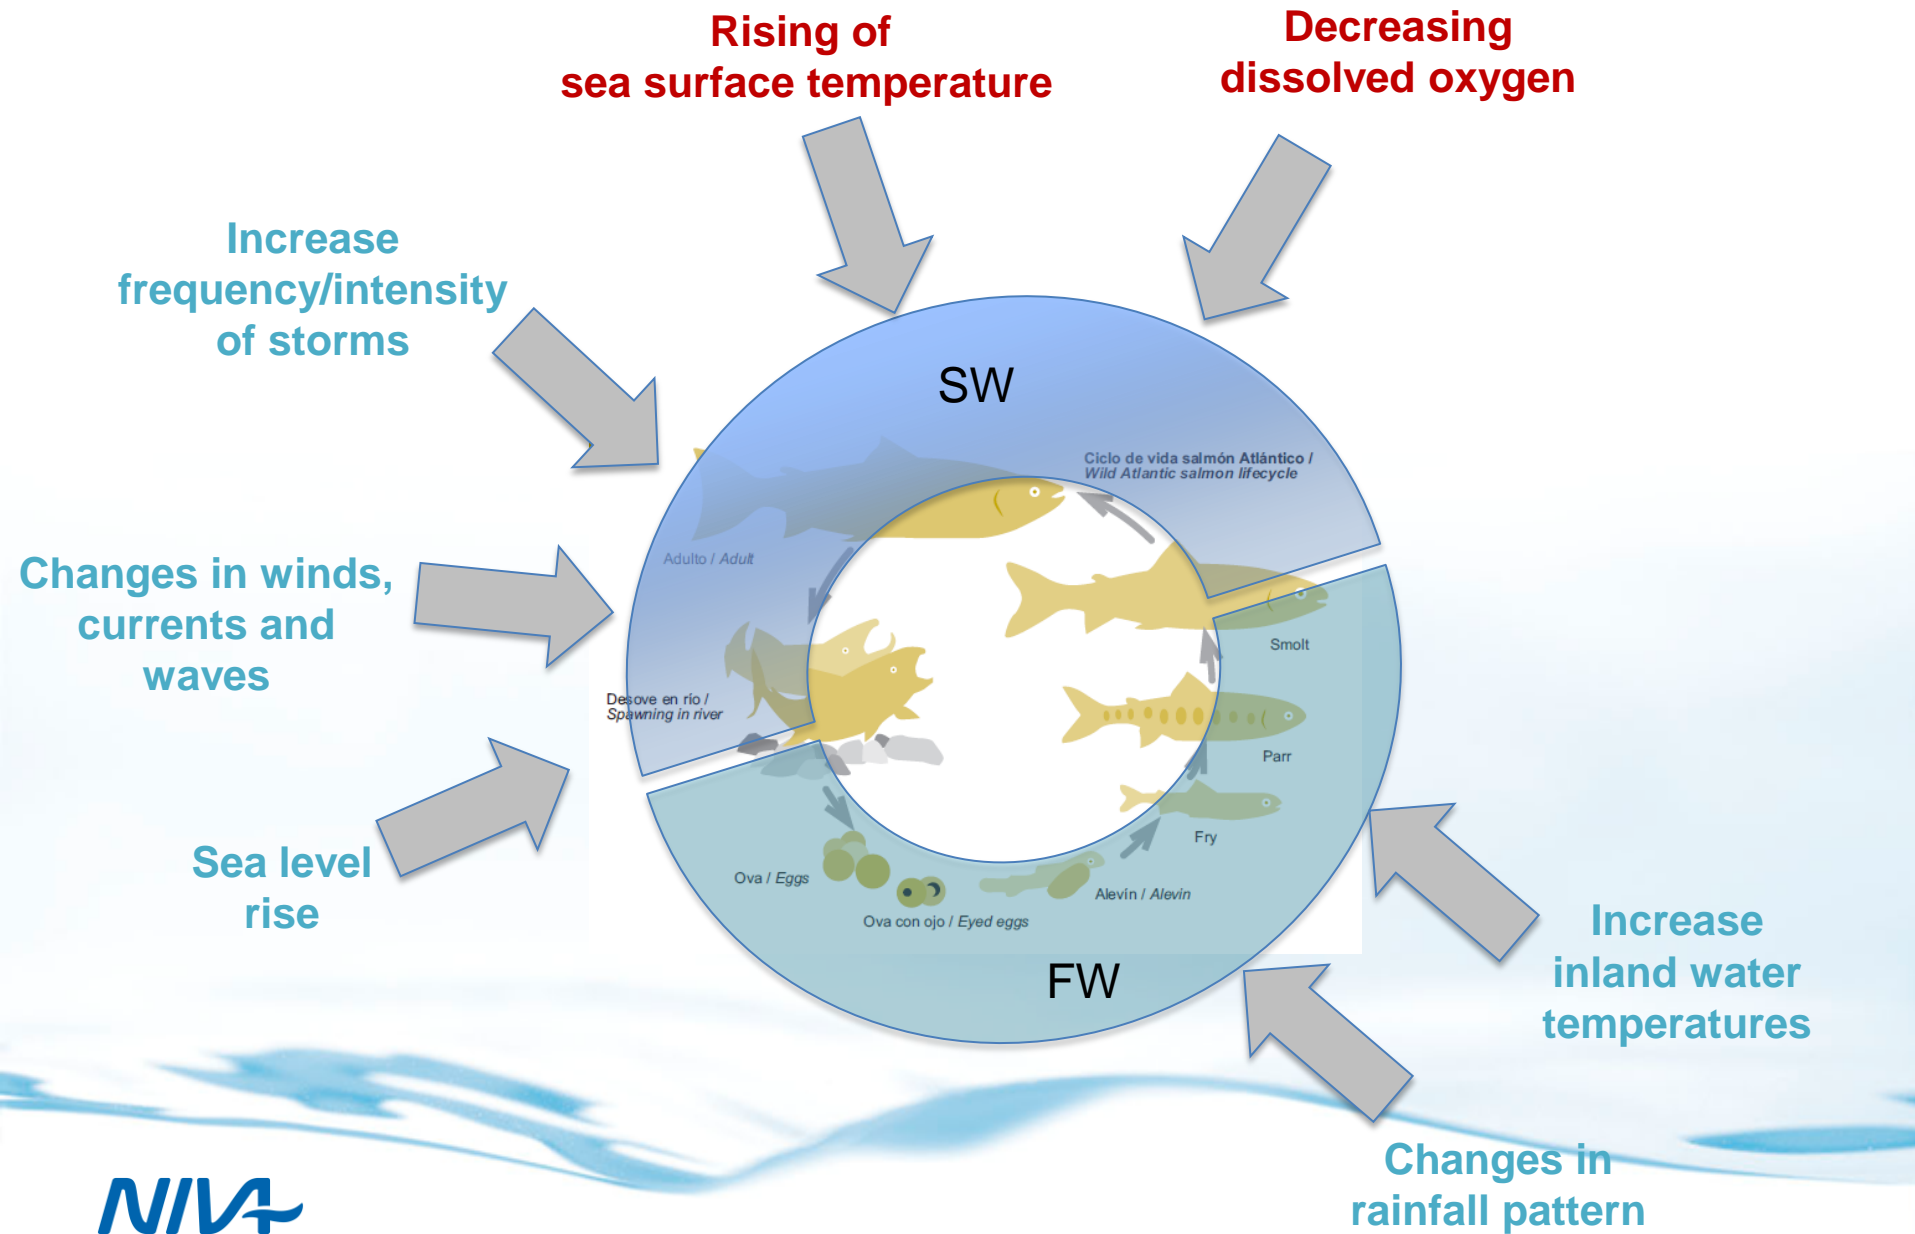 Rising of
sea surface temperature
Decreasing
dissolved oxygen
Increase
frequency/intensity
of storms
SW
Ciclo de vida salmón Atlántico /
Wild Atlantic salmon lifecycle
Adulto / Adult
Changes in winds,
currents and
waves
Smolt
Desove en río /
Spawning in river
Parr
Fry
Sea level
rise
Ova / Eggs
Alevín / Alevin
Ova con ojo / Eyed eggs
FW
Increase
inland water
temperatures
Changes in
rainfall pattern
NIVA